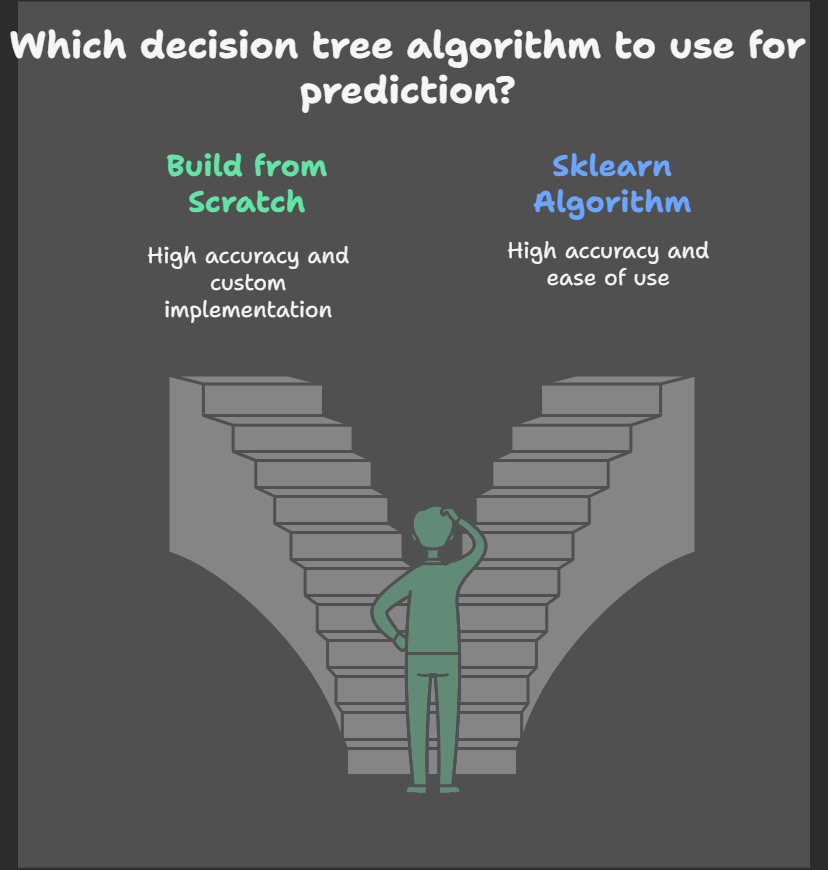 Which decision tree algorithm to use for
prediction?
Build from
Scratch
High accuracy and
custom
implementation
Sklearn
Algorithm
High accuracy and
ease of use